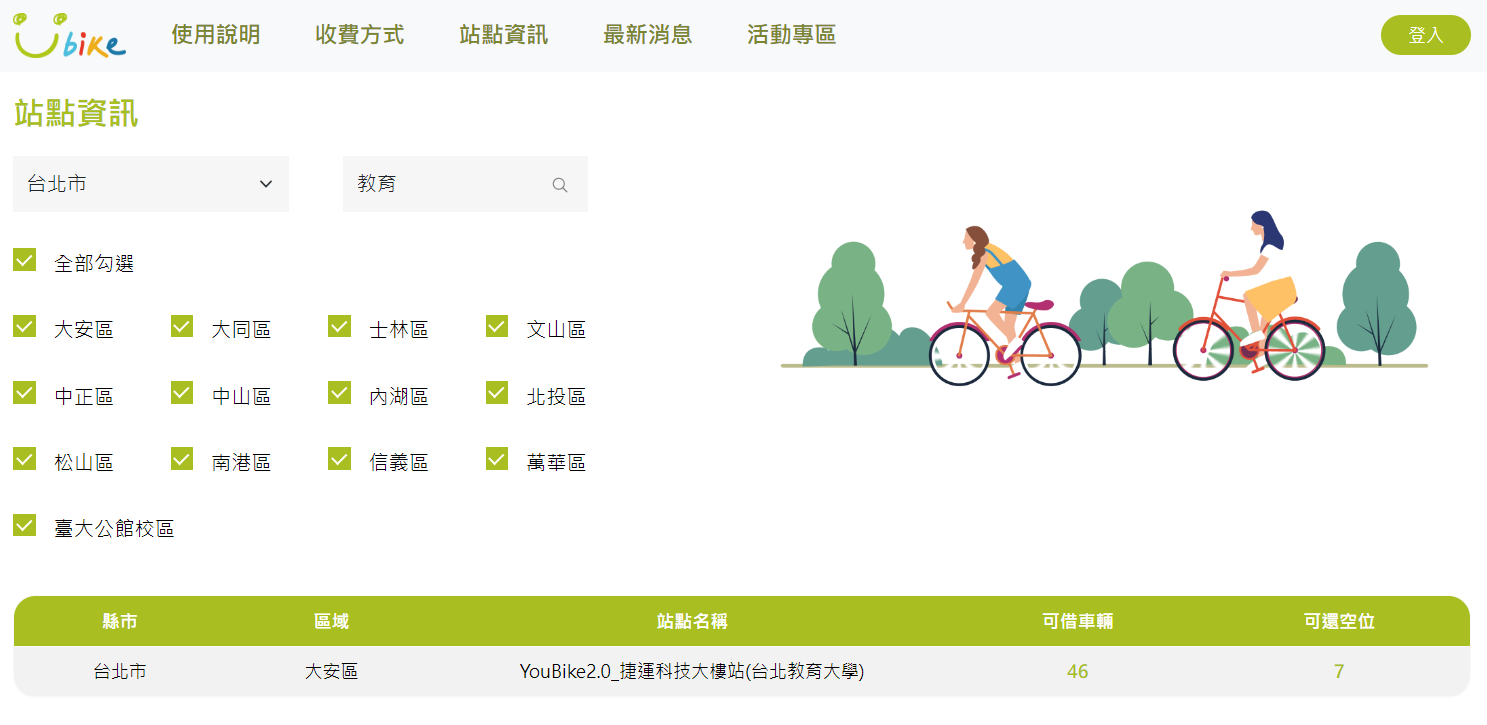 Ubike 使用說明 收費方式 站點資訊 最新消息 活動專區 登入
站點資訊
台北市 教育
全部勾選
大安區 大同區 士林區 文山區
中正區 中山區 內湖區 北投區
松山區 南港區 信義區 萬華區
臺大公館校區
縣市 區域 站點名稱 可借車輛 可還空位
台北市 大安區 YouBike2.0_捷運科技大樓站(台北教育大學) 46 7